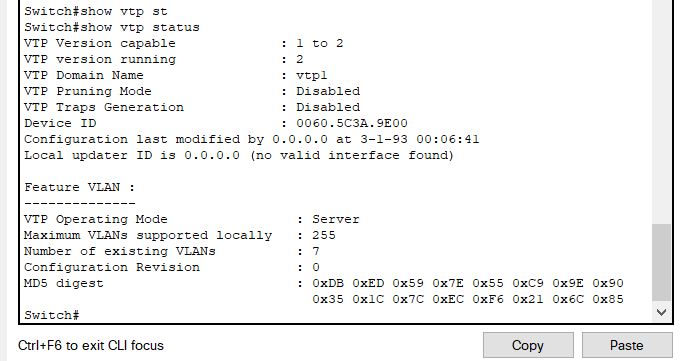 Switch#show vtp st
Switch#show vtp status
VTP Version capable : 1 to 2
VTP version running : 2
VTP Domain Name : vtp1
VTP Pruning Mode : Disabled
VTP Traps Generation : Disabled
Device ID : 0060.5C3A.9E00
Configuration last modified by 0.0.0.0 at 3-1-93 00:06:41
Local updater ID is 0.0.0.0 (no valid interface found)
Feature VLAN :
--------------
VTP Operating Mode : Server
Maximum VLANs supported locally : 255
Number of existing VLANs : 7
Configuration Revision : 0
MD5 digest : 0xDB 0xED 0x59 0x7E 0x55 0xC9 0x9E 0x90
0x35 0x1C 0x7C 0xEC 0xF6 0x21 0x6C 0x85
Switch#
Ctrl+F6 to exit CLI focus
Copy
Paste